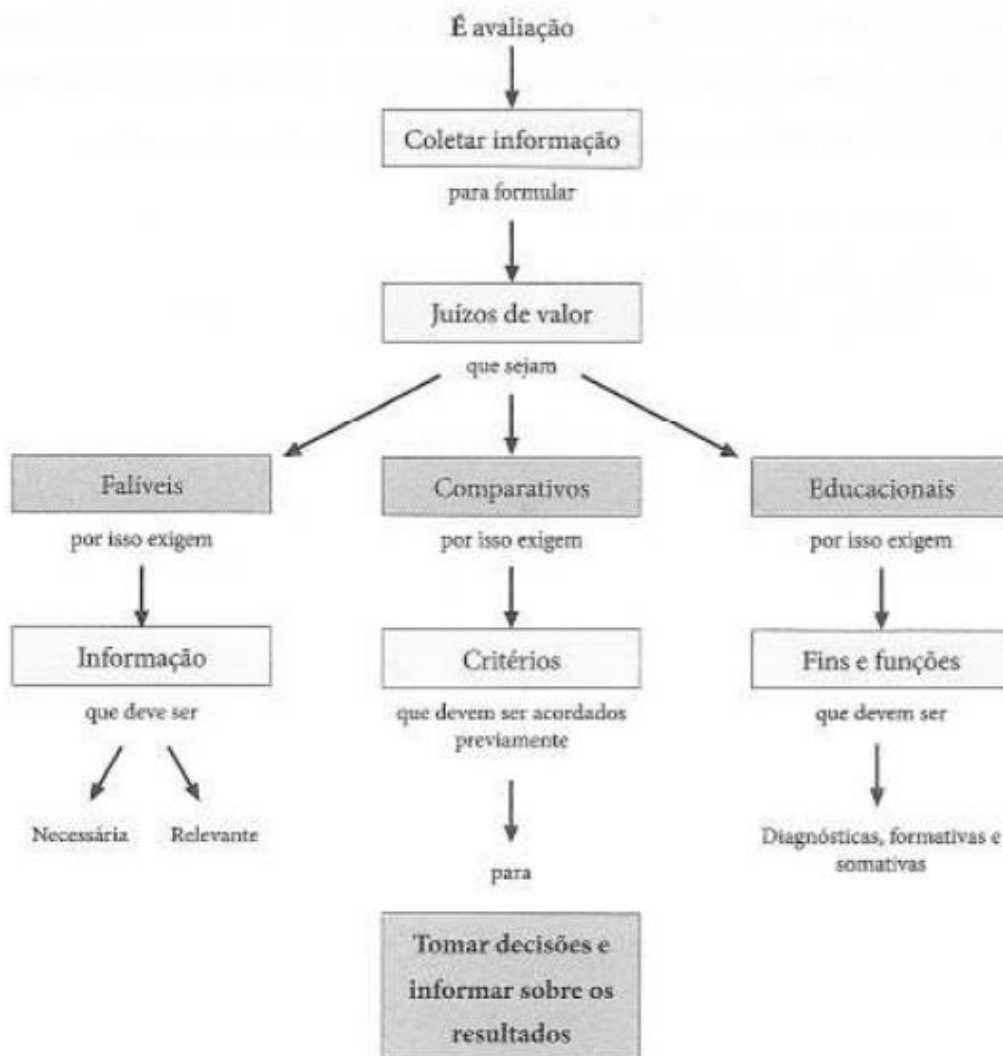 É avaliação
Coletar informação
para formular
Juízos de valor
que sejam
Falíveis
Comparativos
Educacionais
por isso exigem
por isso exigem
por isso exigem
Informação
Critérios
Fins e funções
que deve ser
que devem ser acordados
previamente
que devem ser
Necessária
Relevante
Diagnósticas, formativas e
somativas
para
Tomar decisões e
informar sobre os
resultados